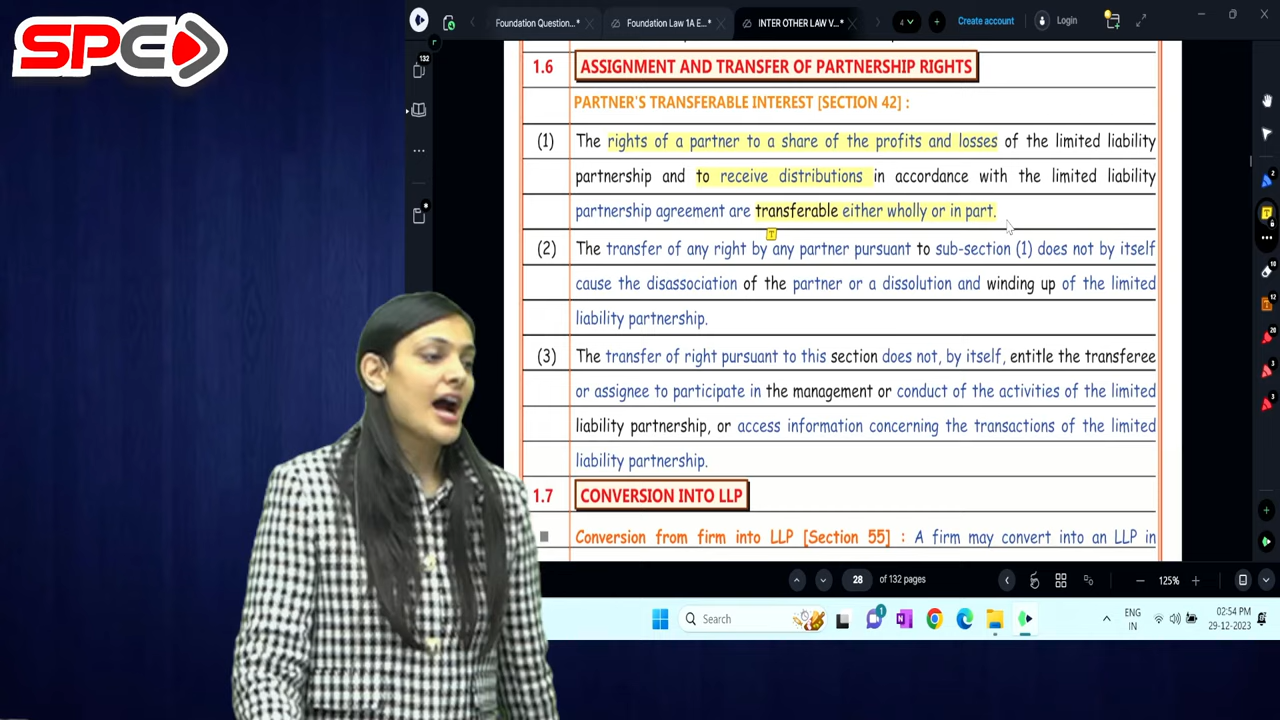 SPC
Foundation Question...*
Foundation Law 1A E...*
INTER OTHER LAW V...*
4
Create account
Login
132
1.6 ASSIGNMENT AND TRANSFER OF PARTNERSHIP RIGHTS
PARTNER'S TRANSFERABLE INTEREST [SECTION 42] :
(1) The rights of a partner to a share of the profits and losses of the limited liability
partnership and to receive distributions in accordance with the limited liability
partnership agreement are transferable either wholly or in part.
(2) The transfer of any right by any partner pursuant to sub-section (1) does not by itself
cause the disassociation of the partner or a dissolution and winding up of the limited
liability partnership.
(3) The transfer of right pursuant to this section does not, by itself, entitle the transferee
or assignee to participate in the management or conduct of the activities of the limited
liability partnership, or access information concerning the transactions of the limited
liability partnership.
1.7 CONVERSION INTO LLP
Conversion from firm into LLP [Section 55] : A firm may convert into an LLP in
28 of 132 pages
125%
Search
ENG
IN
02:54 PM
29-12-2023